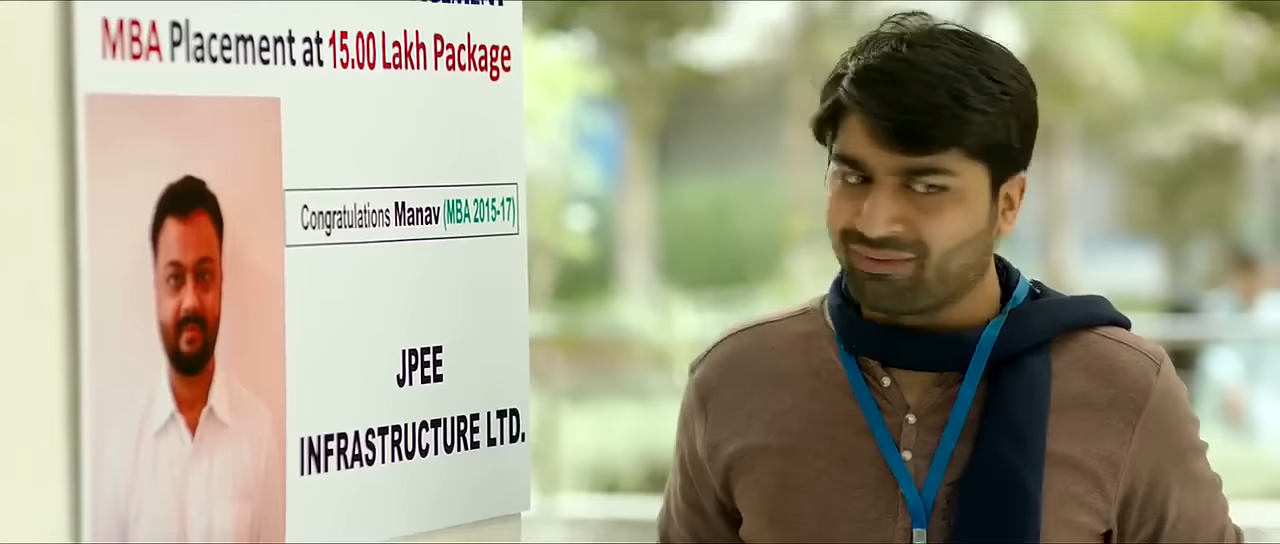 MBA Placement at 15.00 Lakh Package
Congratulations Manav (MBA 2015-17)
JPEE
INFRASTRUCTURE LTD.